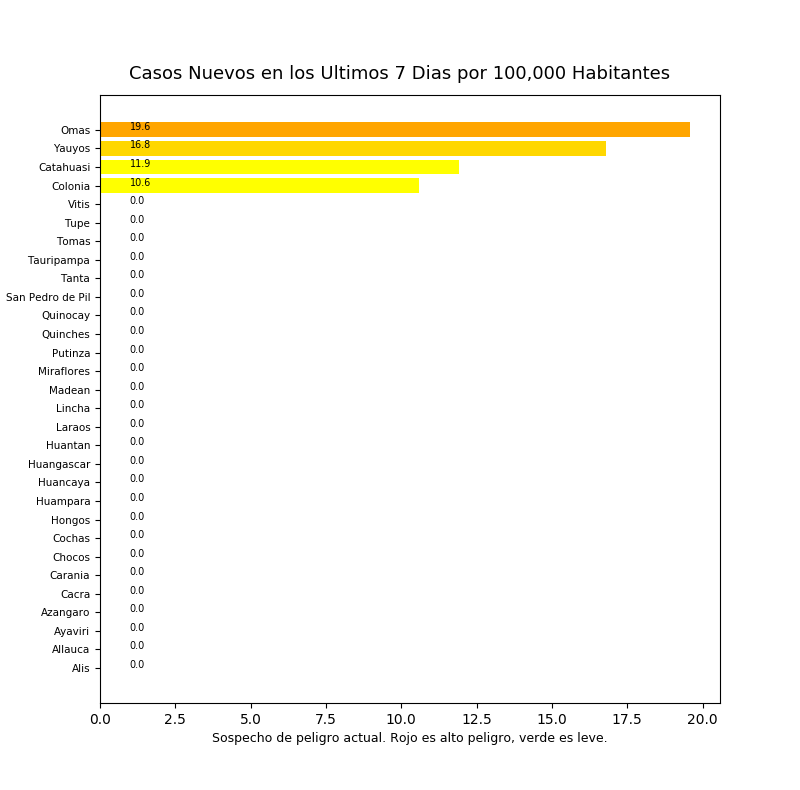 Casos Nuevos en los Ultimos 7 Dias por 100,000 Habitantes
Omas 19.6
Yauyos 16.8
Catahuasi 11.9
Colonia 10.6
Vitis 0.0
Tupe 0.0
Tomas 0.0
Tauripampa 0.0
Tanta 0.0
San Pedro de Pil 0.0
Quinocay 0.0
Quinches 0.0
Putinza 0.0
Miraflores 0.0
Madean 0.0
Lincha 0.0
Laraos 0.0
Huantan 0.0
Huangascar 0.0
Huancaya 0.0
Huampara 0.0
Hongos 0.0
Cochas 0.0
Chocos 0.0
Carania 0.0
Cacra 0.0
Azangaro 0.0
Ayaviri 0.0
Allauca 0.0
Alis 0.0
0.0 2.5 5.0 7.5 10.0 12.5 15.0 17.5 20.0
Sospecho de peligro actual. Rojo es alto peligro, verde es leve.